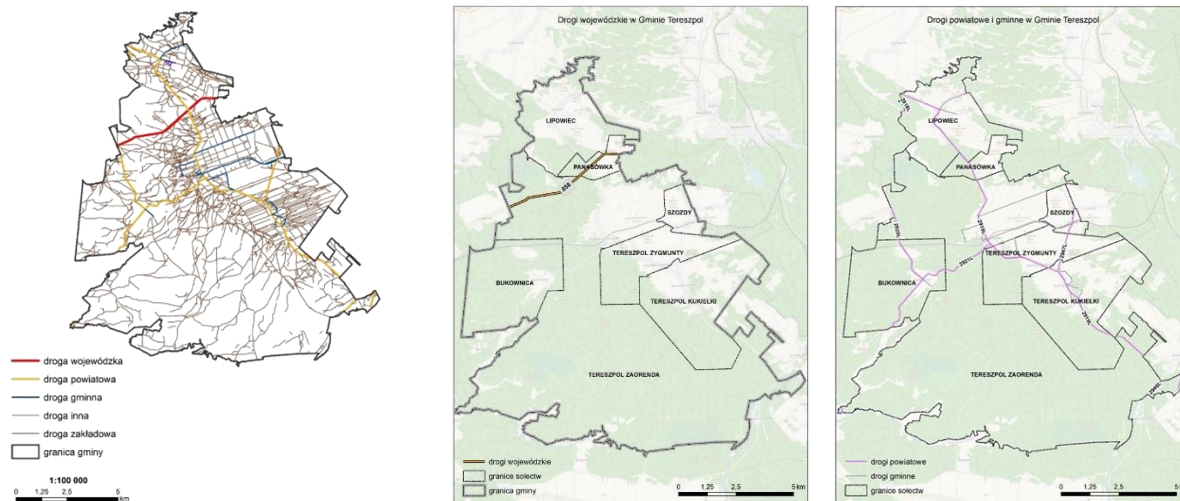 droga wojewódzka
droga powiatowa
droga gminna
droga inna
droga zakładowa
granica gminy
1:100 000
0 1.25 2.5 5 km
Drogi wojewódzkie w Gminie Tereszpol
LIPOWIEC
PANASÓWKA
858
SZOZDY
TERESZPOL ZYGMUNTY
BUKOWNICA
TERESZPOL KUKIEŁKI
TERESZPOL ZAORENDA
drogi wojewódzkie
granice sołectw
granica gminy
0 1.25 2.5 5 km
Drogi powiatowe i gminne w Gminie Tereszpol
LIPOWIEC
PANASÓWKA
SZOZDY
2921L
TERESZPOL ZYGMUNTY
BUKOWNICA
TERESZPOL KUKIEŁKI
2919L
TERESZPOL ZAORENDA
drogi powiatowe
drogi gminne
granice sołectw
0 1.25 2.5 5